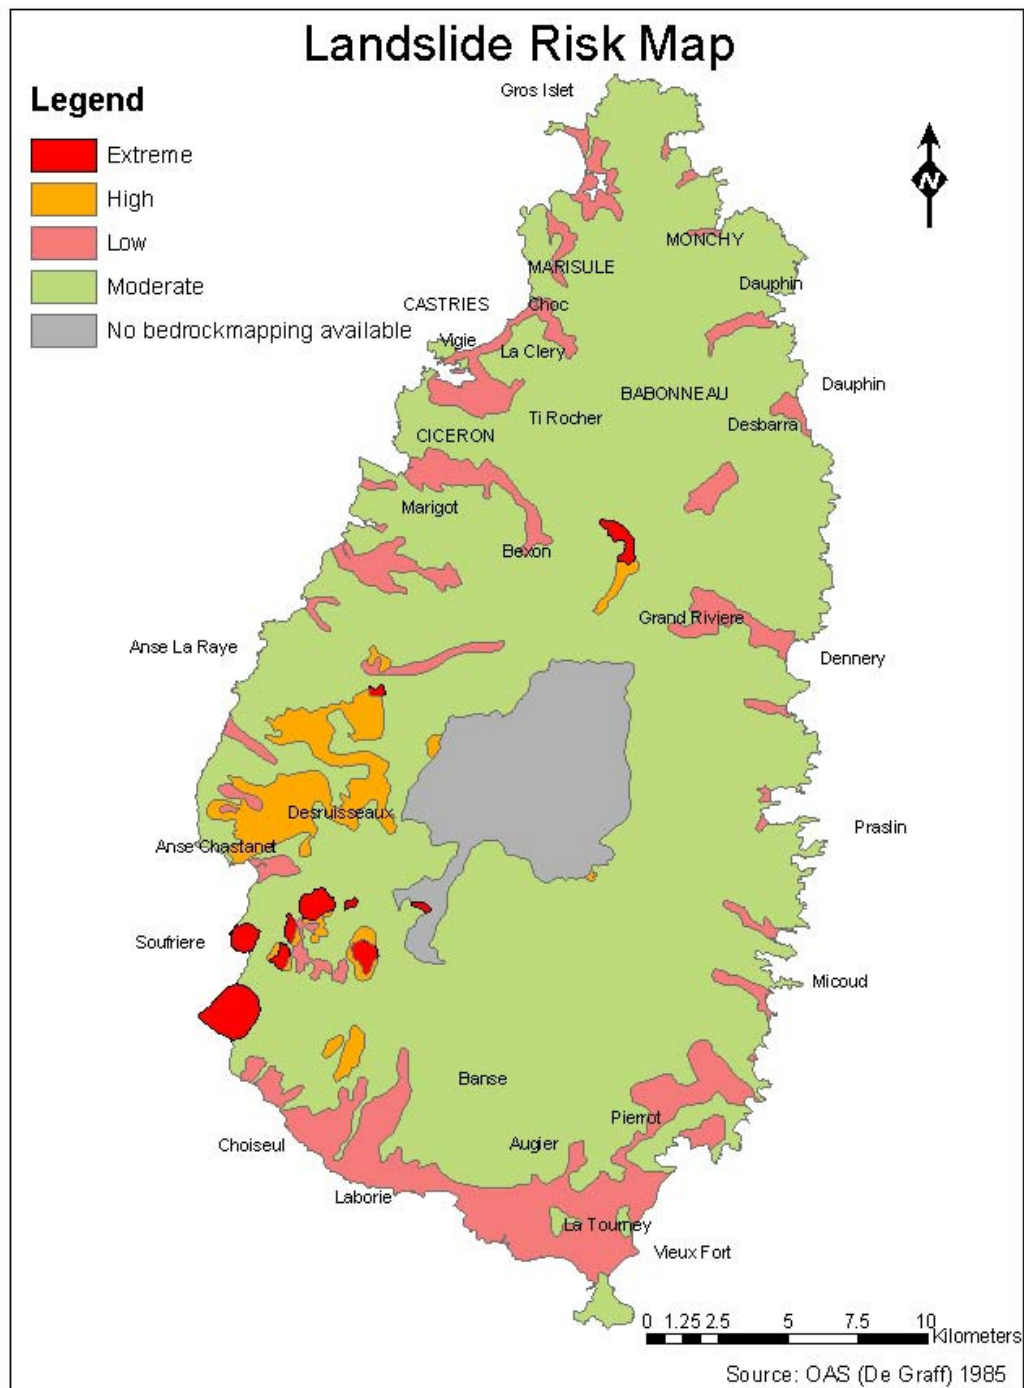 Landslide Risk Map
Legend
Extreme
High
Low
Moderate
No bedrockmapping available
Gros Islet
N
MONCHY
MARISULE
Dauphin
CASTRIES
Choc
Vigie
La Clery
Dauphin
BABONNEAU
Ti Rocher
Desbarra
CICERON
Marigot
Bexon
Grand Riviere
Anse La Raye
Dennery
Desruisseaux
Praslin
Anse Chastanet
Soufriere
Micoud
Banse
Pierrot
Choiseul
Augier
Laborie
La Tourney
Vieux Fort
0 1.25 2.5 5 7.5 10
Kilometers
Source: OAS (De Graff) 1985